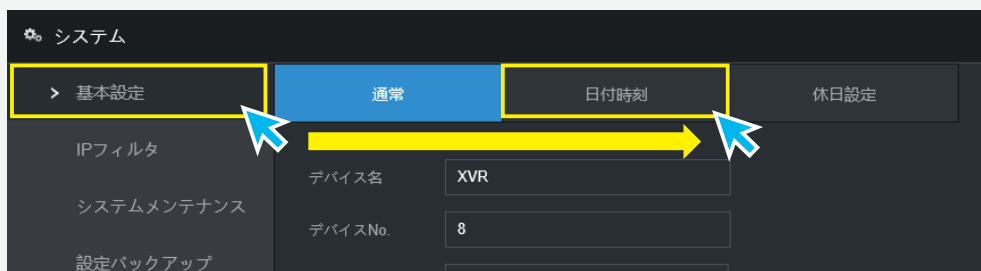 システム
基本設定
通常 日付時刻 休日設定
IPフィルタ
デバイス名 XVR
システムメンテナンス
デバイスNo. 8
設定バックアップ